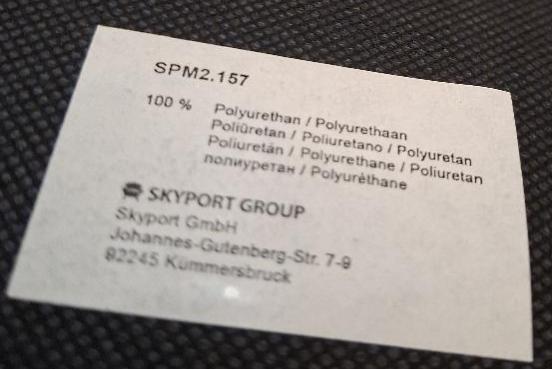 SPM2.157
100 % Polyurethan / Polyurethaan
Poliüretan / Poliuretano / Polyuretan
Poliuretán / Polyurethane / Poliuretan
полиуретан / Polyuréthane
SKYPORT GROUP
Skyport GmbH
Johannes-Gutenberg-Str. 7-9
92245 Kümmersbruck